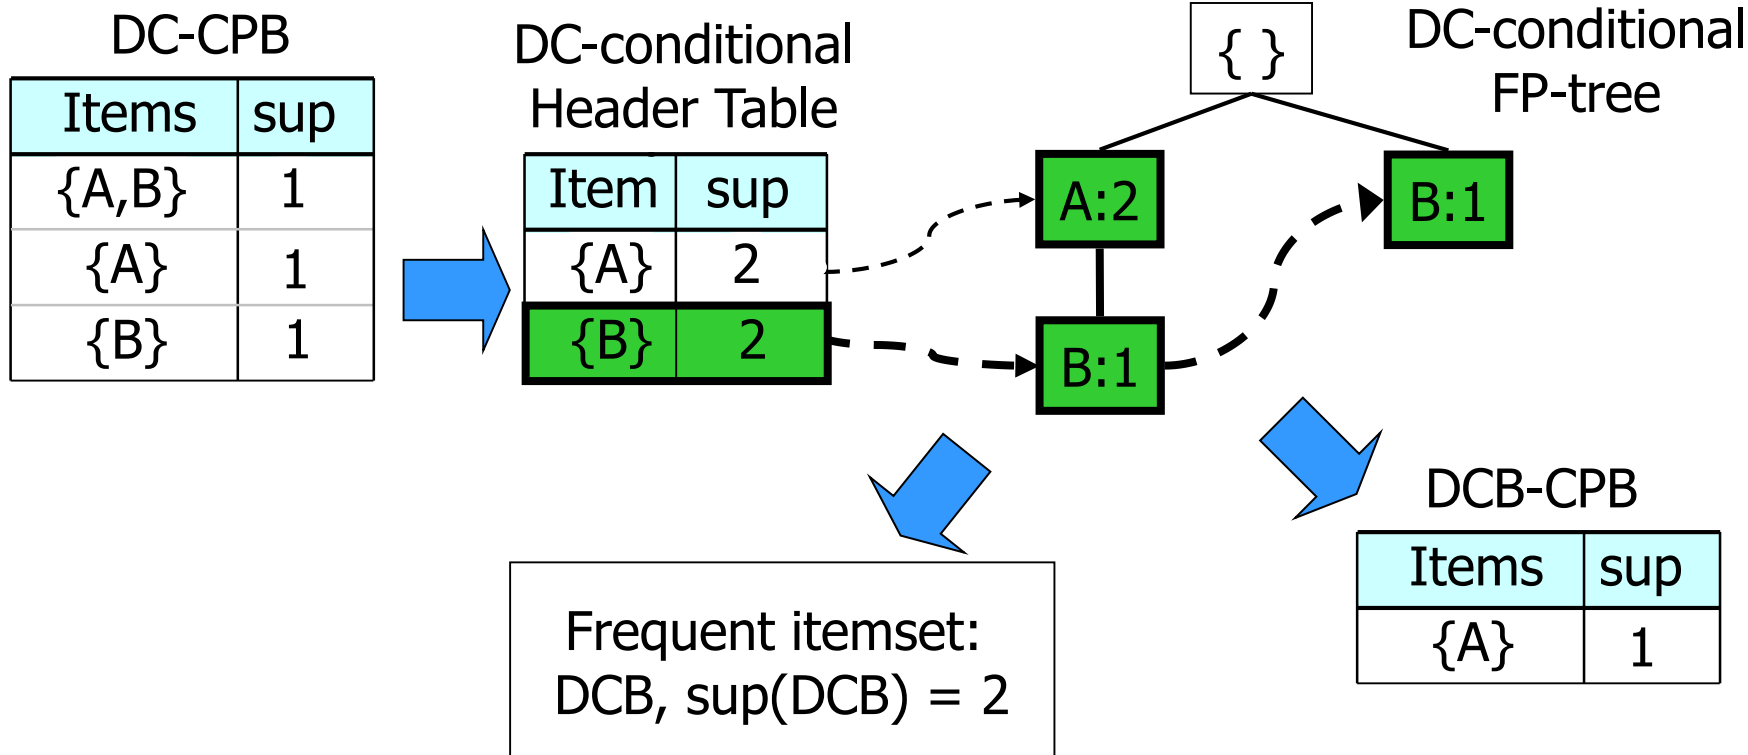 DC-CPB
Items sup
{A,B} 1
{A} 1
{B} 1
DC-conditional
Header Table
Item sup
{A} 2
{B} 2
{ }
A:2
B:1
B:1
DC-conditional
FP-tree
Frequent itemset:
DCB, sup(DCB) = 2
DCB-CPB
Items sup
{A} 1